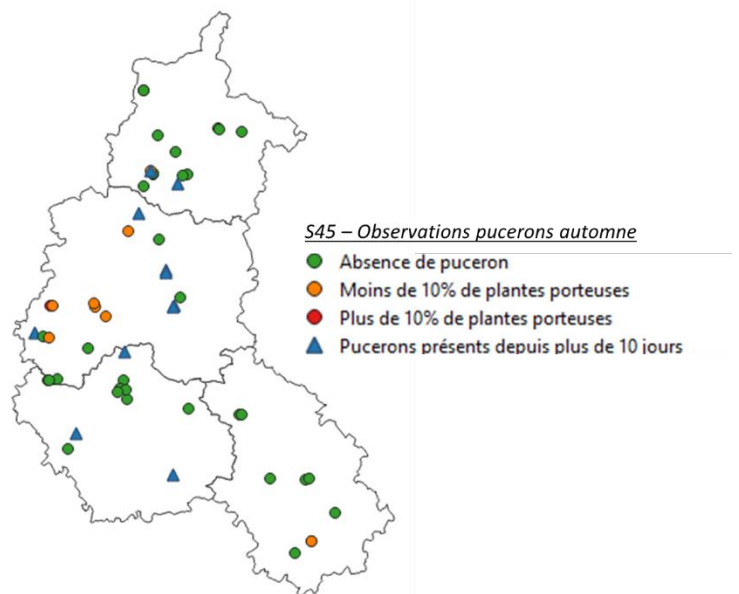 S45 – Observations pucerons automne
Absence de puceron
Moins de 10% de plantes porteuses
Plus de 10% de plantes porteuses
Pucerons présents depuis plus de 10 jours